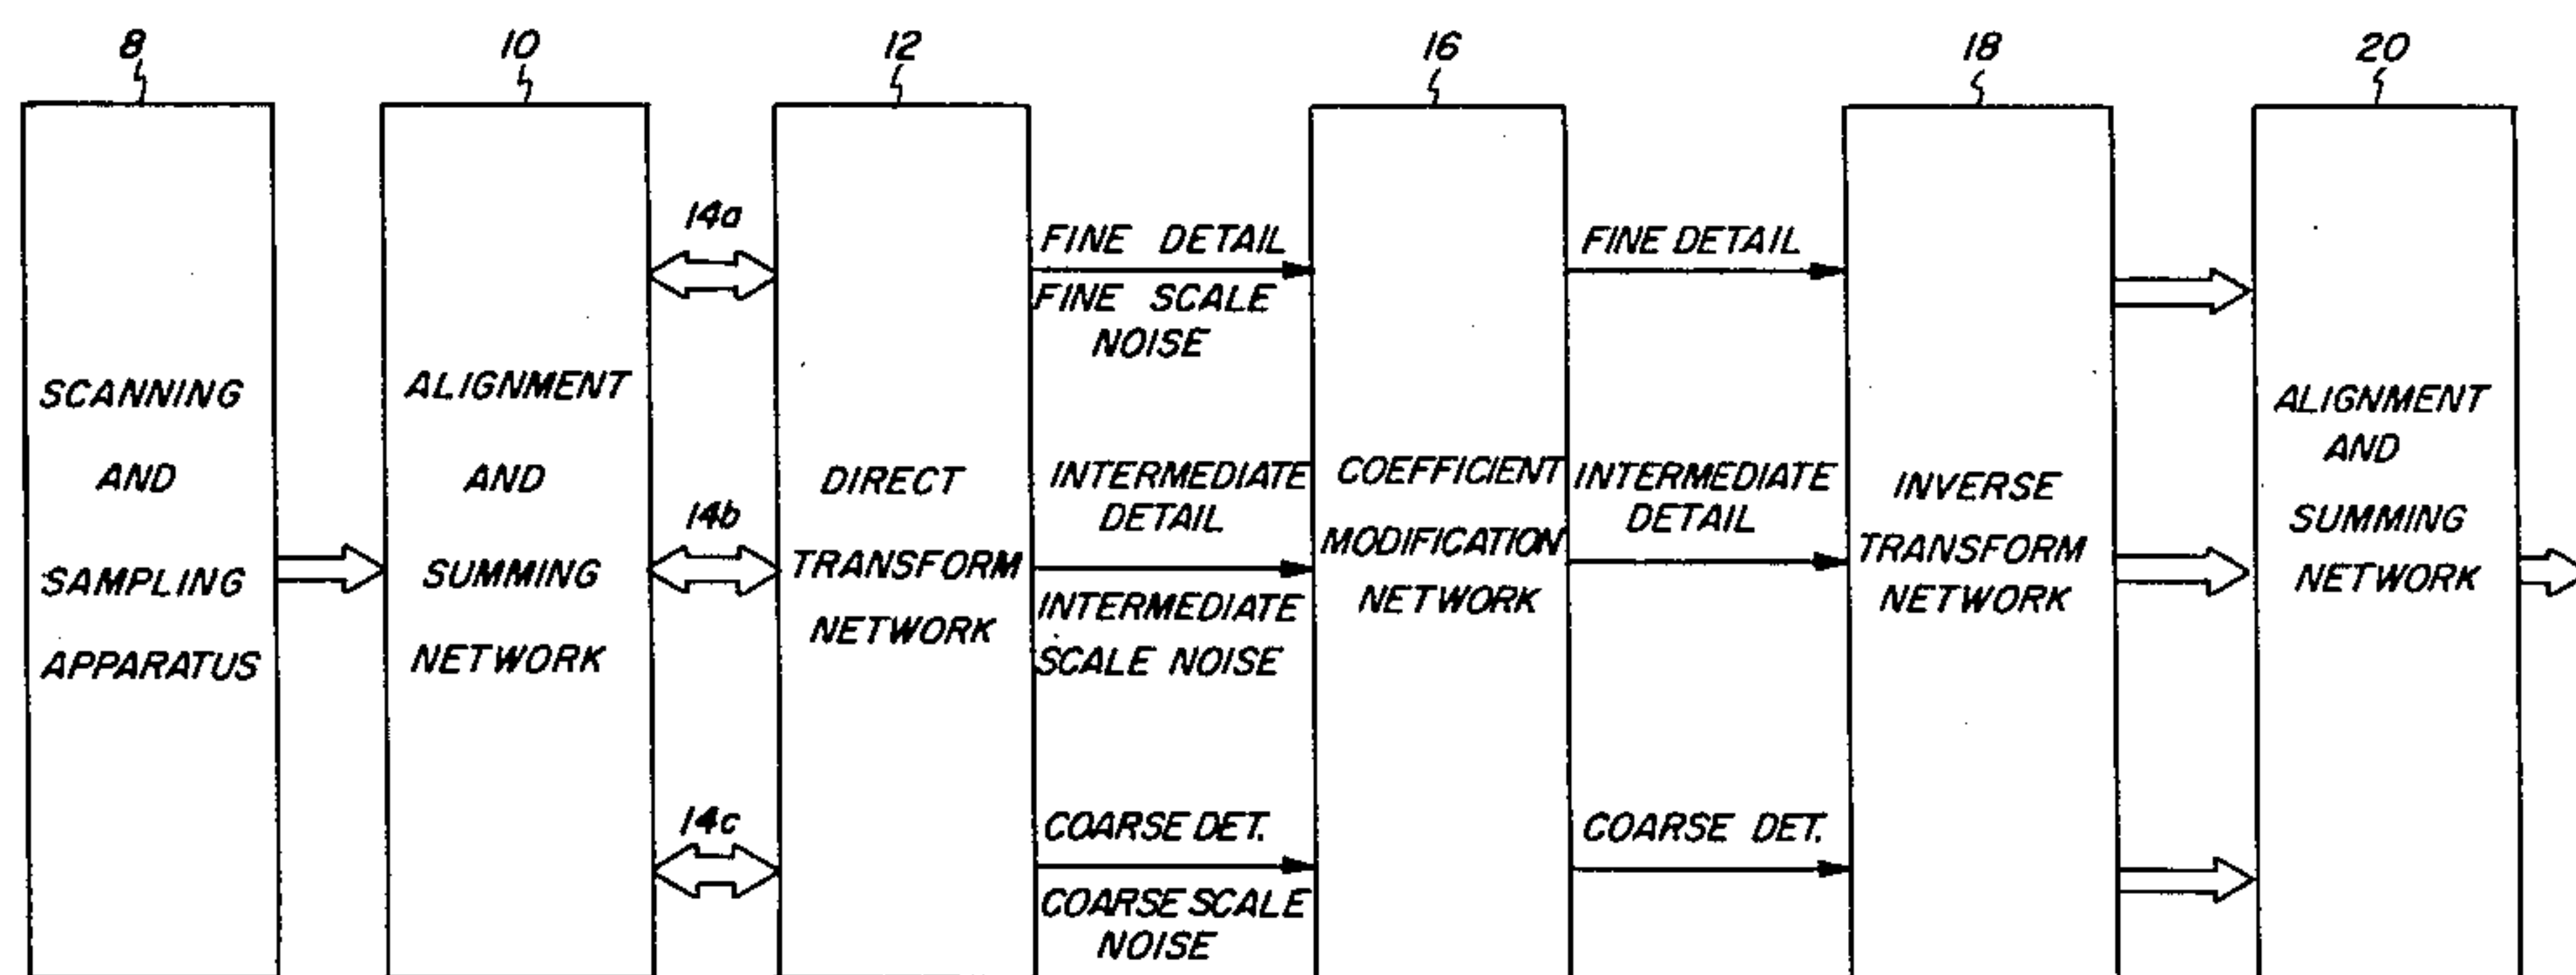 8
10
12
16
18
20
SCANNING
AND
SAMPLING
APPARATUS
ALIGNMENT
AND
SUMMING
NETWORK
14a
14b
14c
DIRECT
TRANSFORM
NETWORK
FINE DETAIL
FINE SCALE
NOISE
INTERMEDIATE
DETAIL
INTERMEDIATE
SCALE NOISE
COARSE DET.
COARSE SCALE
NOISE
COEFFICIENT
MODIFICATION
NETWORK
FINE DETAIL
INTERMEDIATE
DETAIL
COARSE DET.
INVERSE
TRANSFORM
NETWORK
ALIGNMENT
AND
SUMMING
NETWORK